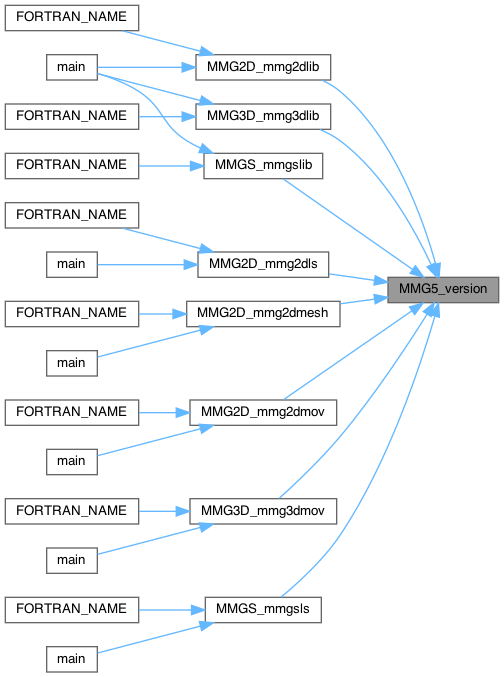 FORTRAN_NAME
main
MMG2D_mmg2dlib
FORTRAN_NAME
MMG3D_mmg3dlib
FORTRAN_NAME
MMGS_mmgslib
FORTRAN_NAME
main
MMG2D_mmg2dls
MMG5_version
FORTRAN_NAME
MMG2D_mmg2dmesh
main
FORTRAN_NAME
MMG2D_mmg2dmov
main
FORTRAN_NAME
MMG3D_mmg3dmov
main
FORTRAN_NAME
MMGS_mmgsls
main